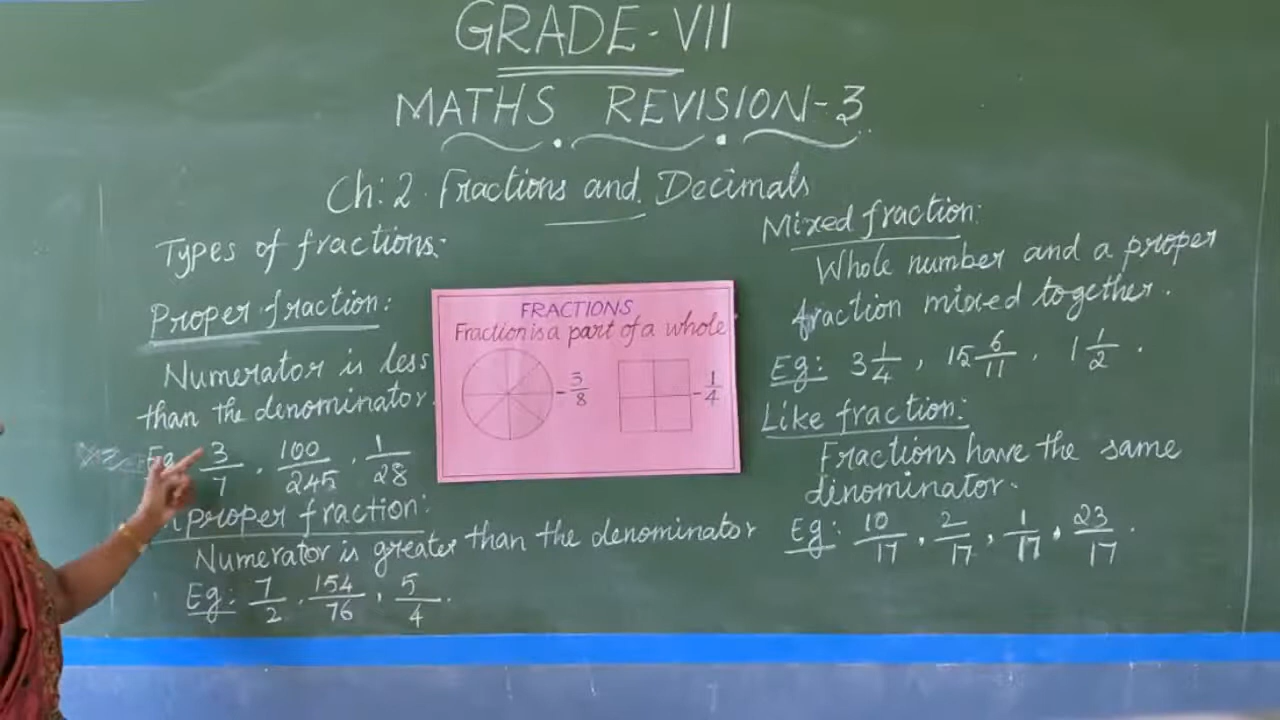 GRADE-VII
MATHS REVISION-3
Ch: 2. Fractions and Decimals
Types of fractions:
Proper fraction:
Numerator is less
than the denominator.
3/7, 100/245, 1/28
proper fraction:
Numerator is greater than the denominator
Eg: 7/2, 154/76, 5/4.
FRACTIONS
Fraction is a part of a whole
- 3/8
- 1/4
Mixed fraction:
Whole number and a proper
fraction mixed together.
Eg: 3 1/4, 15 6/11, 1 1/2.
Like fraction:
Fractions have the same
dinominator.
Eg: 10/17, 2/17, 1/17, 23/17.